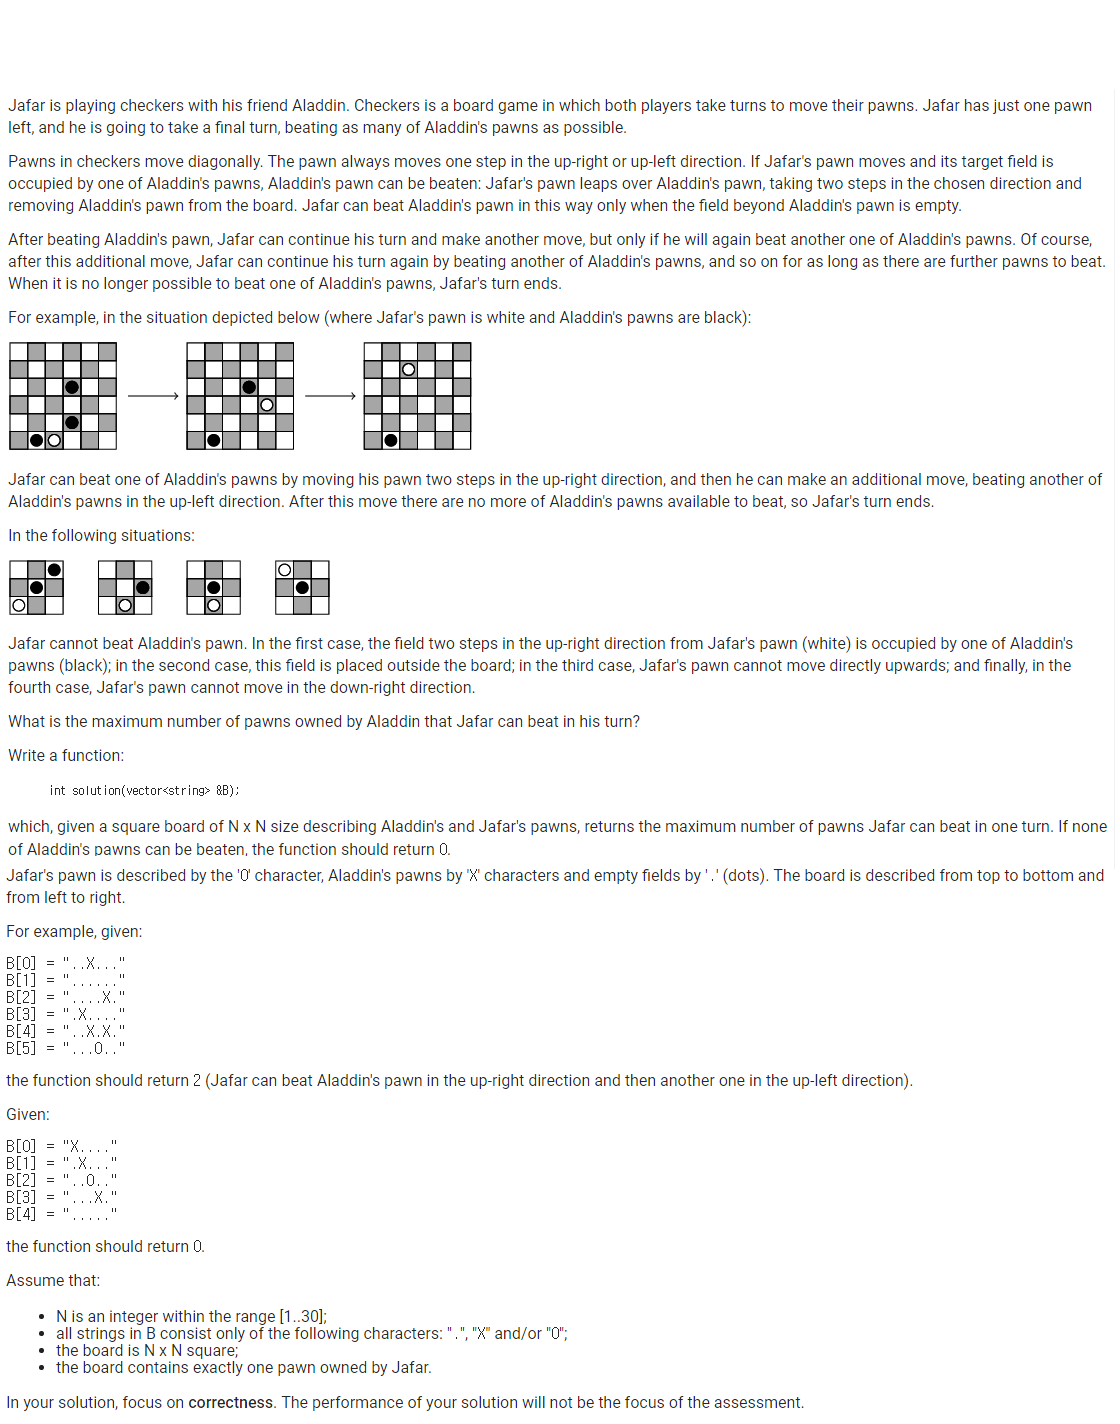 Jafar is playing checkers with his friend Aladdin. Checkers is a board game in which both players take turns to move their pawns. Jafar has just one pawn
left, and he is going to take a final turn, beating as many of Aladdin's pawns as possible.
Pawns in checkers move diagonally. The pawn always moves one step in the up-right or up-left direction. If Jafar's pawn moves and its target field is
occupied by one of Aladdin's pawns, Aladdin's pawn can be beaten: Jafar's pawn leaps over Aladdin's pawn, taking two steps in the chosen direction and
removing Aladdin's pawn from the board. Jafar can beat Aladdin's pawn in this way only when the field beyond Aladdin's pawn is empty.
After beating Aladdin's pawn, Jafar can continue his turn and make another move, but only if he will again beat another one of Aladdin's pawns. Of course,
after this additional move, Jafar can continue his turn again by beating another of Aladdin's pawns, and so on for as long as there are further pawns to beat.
When it is no longer possible to beat one of Aladdin's pawns, Jafar's turn ends.
For example, in the situation depicted below (where Jafar's pawn is white and Aladdin's pawns are black):
Jafar can beat one of Aladdin's pawns by moving his pawn two steps in the up-right direction, and then he can make an additional move, beating another of
Aladdin's pawns in the up-left direction. After this move there are no more of Aladdin's pawns available to beat, so Jafar's turn ends.
In the following situations:
Jafar cannot beat Aladdin's pawn. In the first case, the field two steps in the up-right direction from Jafar's pawn (white) is occupied by one of Aladdin's
pawns (black); in the second case, this field is placed outside the board; in the third case, Jafar's pawn cannot move directly upwards; and finally, in the
fourth case, Jafar's pawn cannot move in the down-right direction.
What is the maximum number of pawns owned by Aladdin that Jafar can beat in his turn?
Write a function:
int solution(vector<string> &B);
which, given a square board of N x N size describing Aladdin's and Jafar's pawns, returns the maximum number of pawns Jafar can beat in one turn. If none
of Aladdin's pawns can be beaten, the function should return 0.
Jafar's pawn is described by the 'O' character, Aladdin's pawns by 'X' characters and empty fields by '.' (dots). The board is described from top to bottom and
from left to right.
For example, given:
B[0] = "..X..."
B[1] = "......"
B[2] = "....X."
B[3] = ".X...."
B[4] = "..X.X."
B[5] = "...O.."
the function should return 2 (Jafar can beat Aladdin's pawn in the up-right direction and then another one in the up-left direction).
Given:
B[0] = "X...."
B[1] = ".X..."
B[2] = "..O.."
B[3] = "...X."
B[4] = "....."
the function should return 0.
Assume that:
• N is an integer within the range [1..30];
• all strings in B consist only of the following characters: ".", "X" and/or "O";
• the board is N x N square;
• the board contains exactly one pawn owned by Jafar.
In your solution, focus on correctness. The performance of your solution will not be the focus of the assessment.